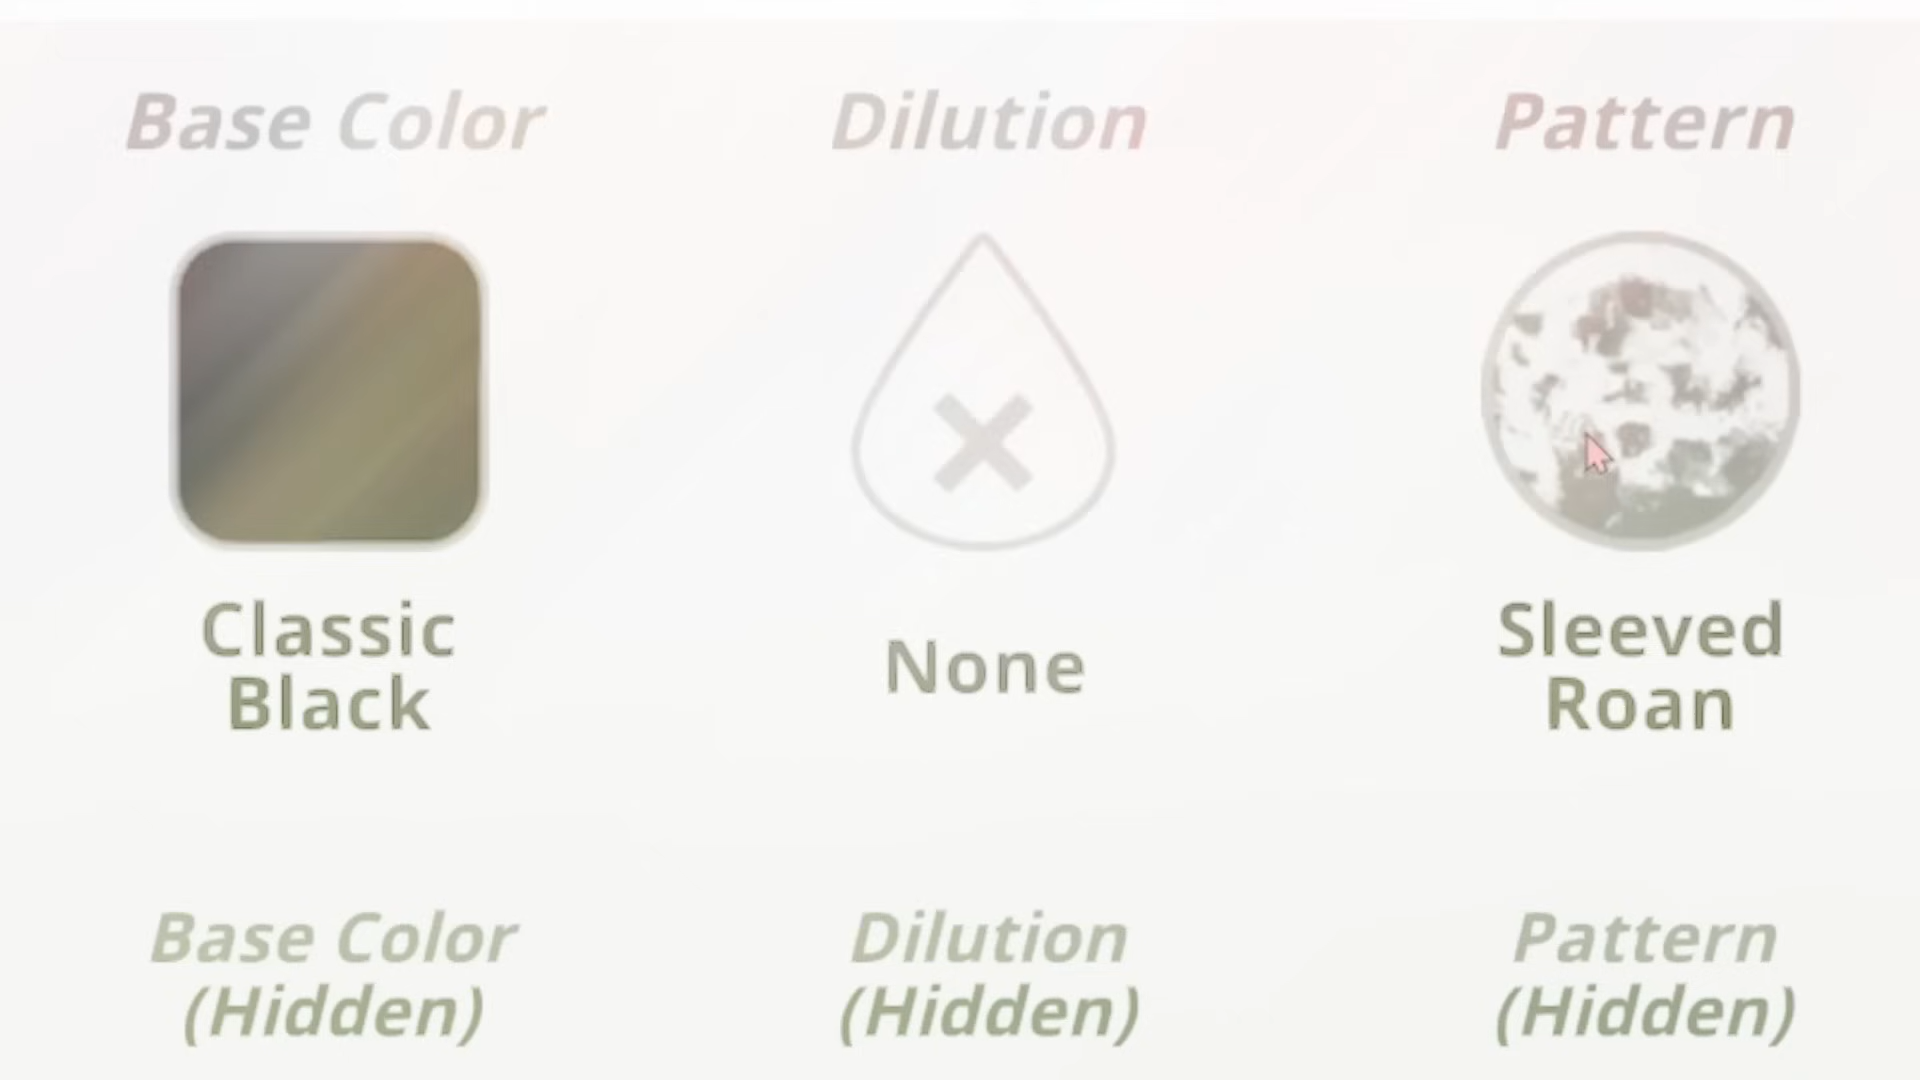 Base Color
Dilution
Pattern
Classic
Black
None
Sleeved
Roan
Base Color
(Hidden)
Dilution
(Hidden)
Pattern
(Hidden)